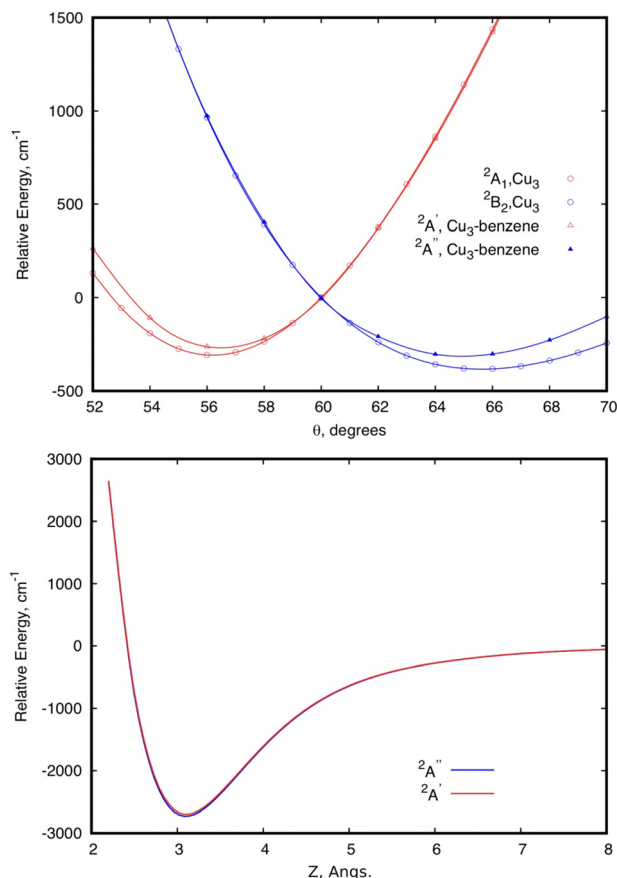 1500
1000
500
0
-500
Relative Energy, cm⁻¹
²A₁,Cu₃
²B₂,Cu₃
²A', Cu₃-benzene
²A'', Cu₃-benzene
52 54 56 58 60 62 64 66 68 70
θ, degrees
3000
2000
1000
0
-1000
-2000
-3000
Relative Energy, cm⁻¹
²A''
²A'
2 3 4 5 6 7 8
Z, Angs.